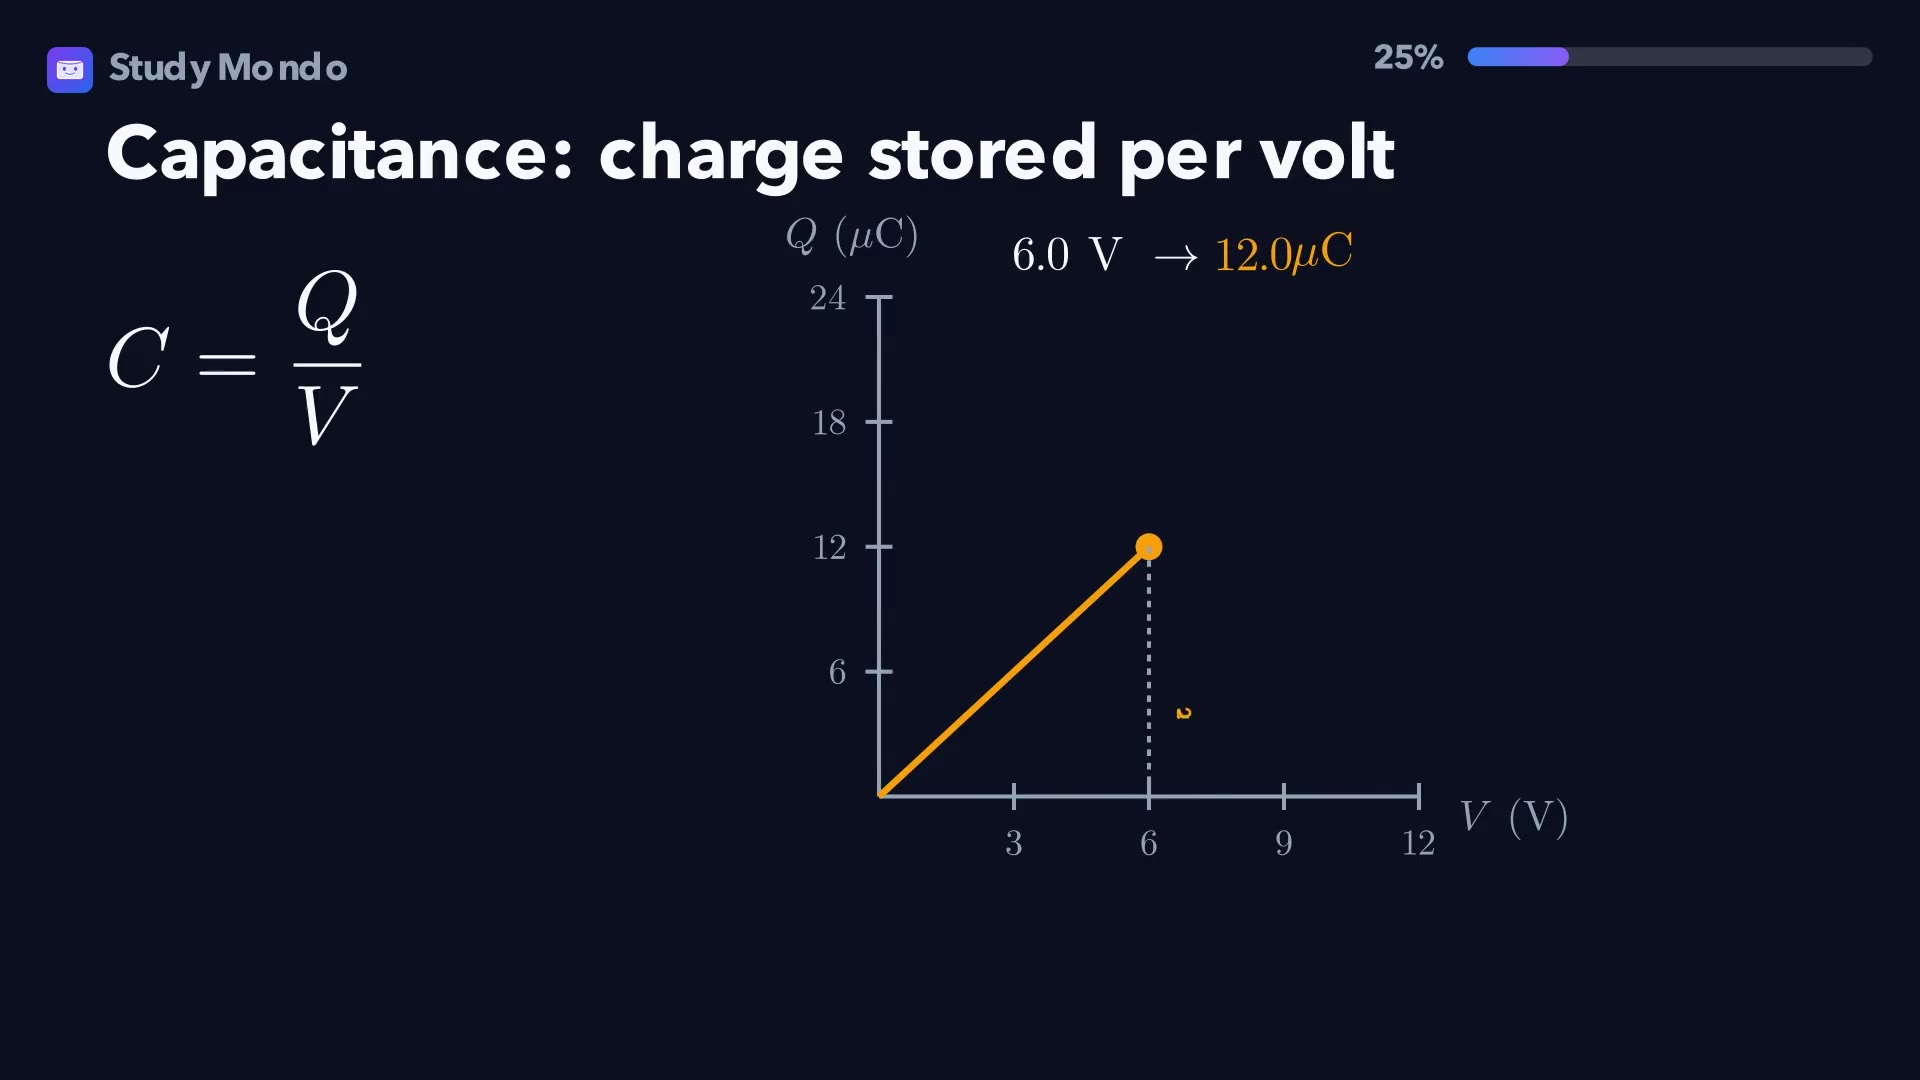 Study Mondo
25%
Capacitance: charge stored per volt
C = Q/V
Q (μC)
6.0 V → 12.0μC
24
18
12
6
3 6 9 12
V (V)